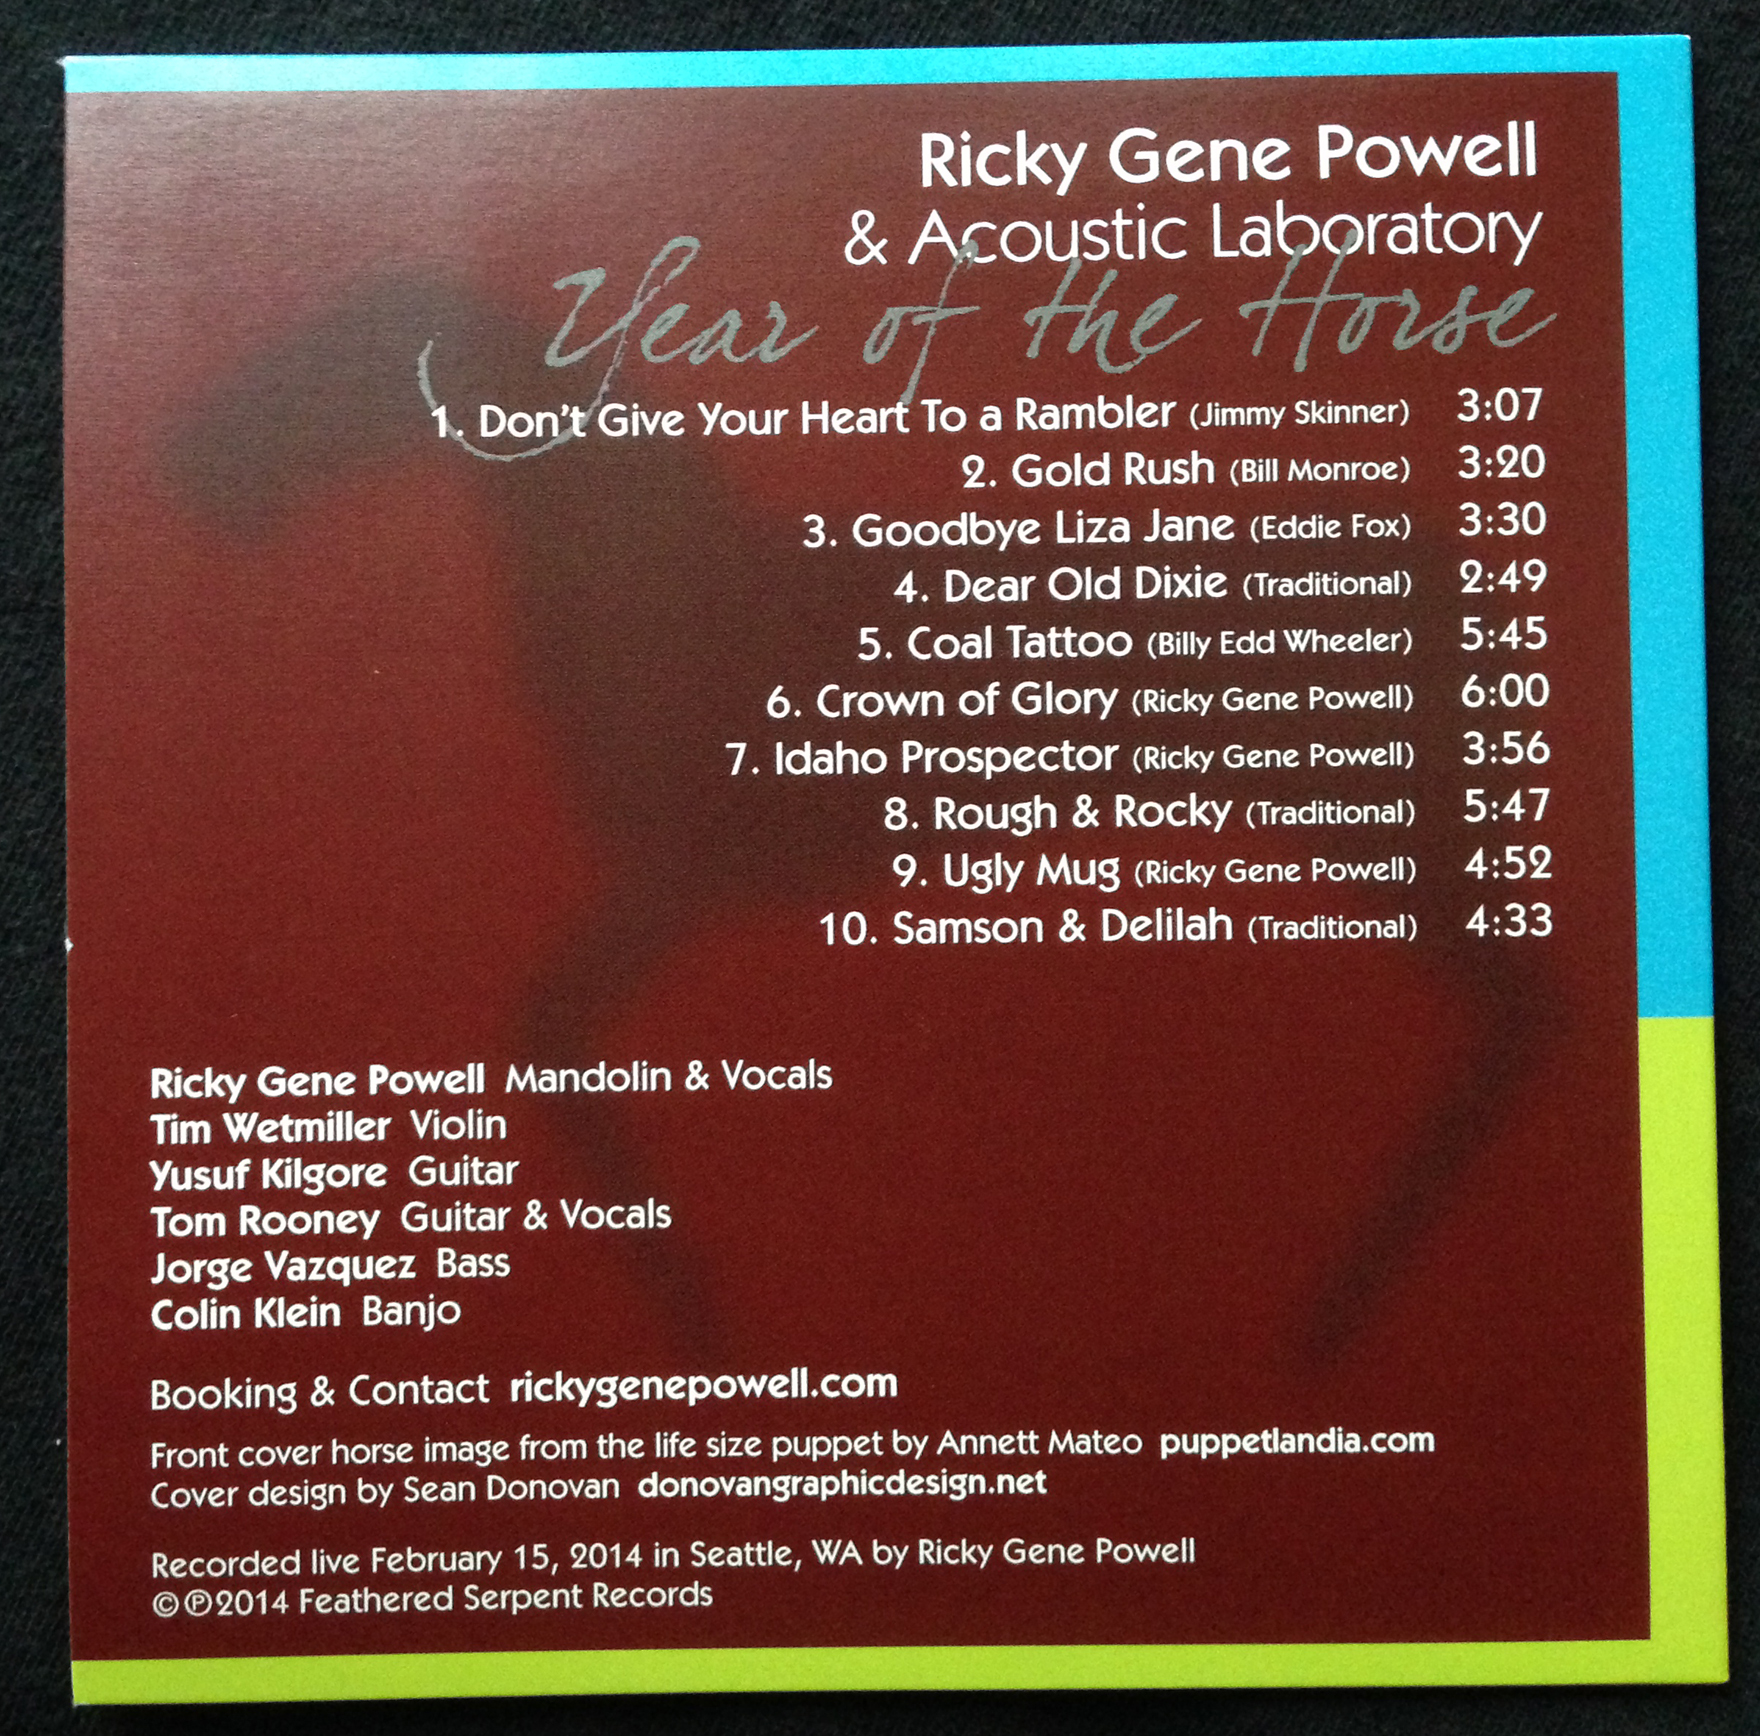 Ricky Gene Powell
& Acoustic Laboratory
Year of the Horse
1. Don't Give Your Heart To a Rambler (Jimmy Skinner) 3:07
2. Gold Rush (Bill Monroe) 3:20
3. Goodbye Liza Jane (Eddie Fox) 3:30
4. Dear Old Dixie (Traditional) 2:49
5. Coal Tattoo (Billy Edd Wheeler) 5:45
6. Crown of Glory (Ricky Gene Powell) 6:00
7. Idaho Prospector (Ricky Gene Powell) 3:56
8. Rough & Rocky (Traditional) 5:47
9. Ugly Mug (Ricky Gene Powell) 4:52
10. Samson & Delilah (Traditional) 4:33
Ricky Gene Powell Mandolin & Vocals
Tim Wetmiller Violin
Yusuf Kilgore Guitar
Tom Rooney Guitar & Vocals
Jorge Vazquez Bass
Colin Klein Banjo
Booking & Contact rickygenepowell.com
Front cover horse image from the life size puppet by Annett Mateo puppetlandia.com
Cover design by Sean Donovan donovangraphicdesign.net
Recorded live February 15, 2014 in Seattle, WA by Ricky Gene Powell
©℗2014 Feathered Serpent Records